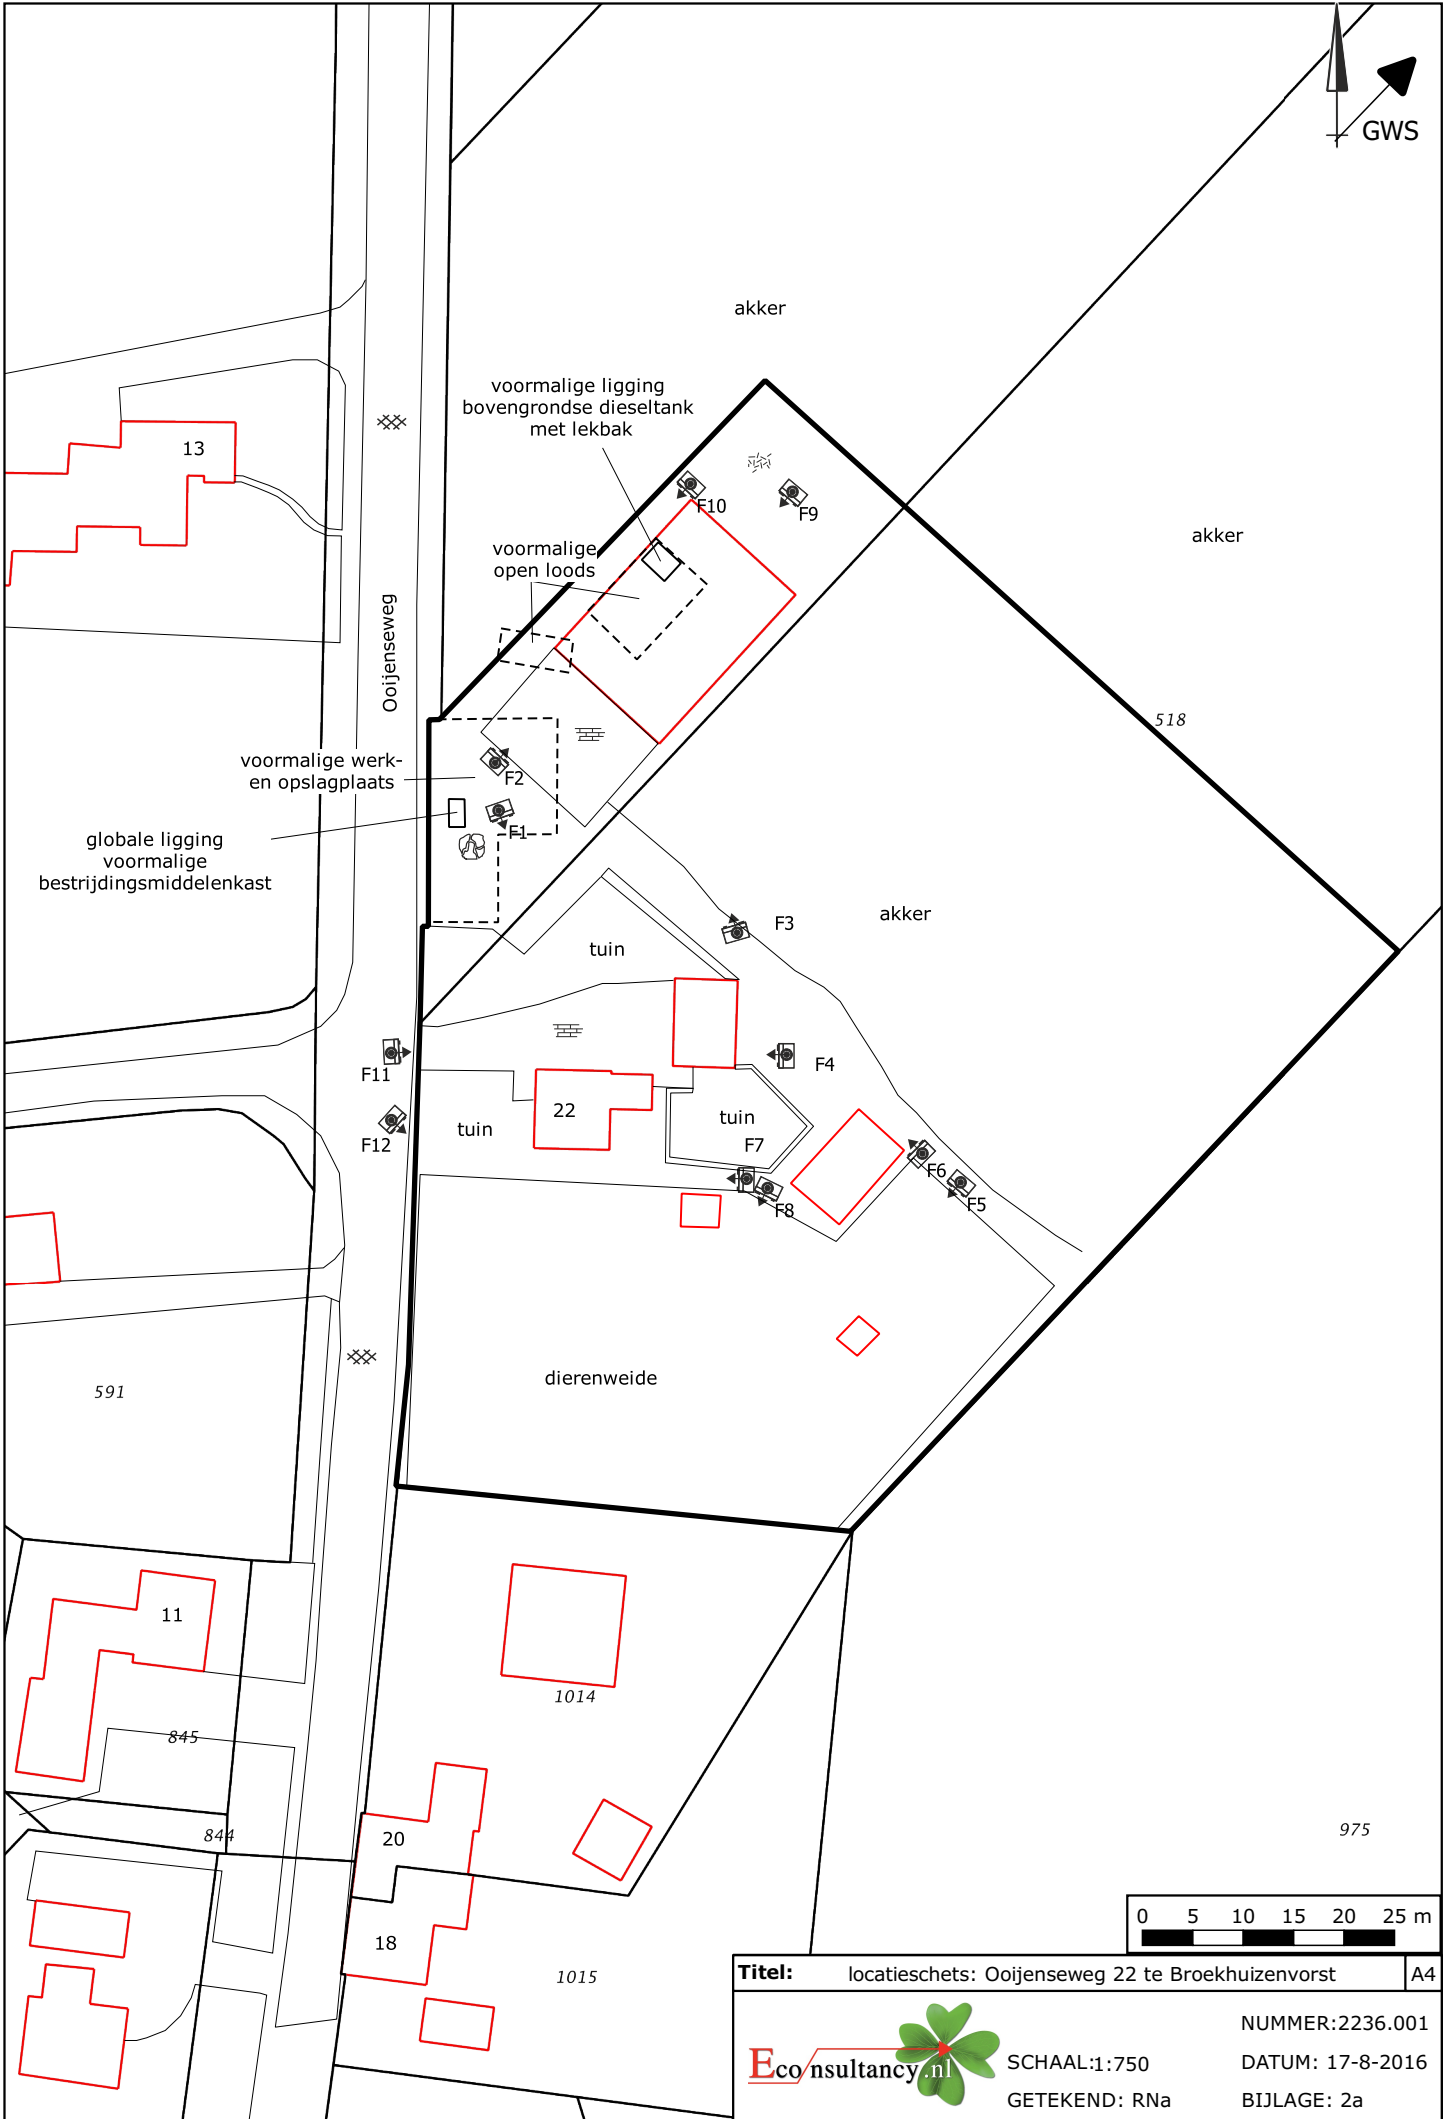 GWS
akker
voormalige ligging
bovengrondse dieseltank
met lekbak
13
F10
F9
akker
voormalige
open loods
Ooijenseweg
518
voormalige werk-
en opslagplaats
F2
F1
globale ligging
voormalige
bestrijdingsmiddelenkast
akker
F3
tuin
F11
F4
22
tuin
tuin
F12
F7
F6
F5
F8
dierenweide
591
11
1014
845
844
20
975
18
1015
0 5 10 15 20 25 m
Titel: locatieschets: Ooijenseweg 22 te Broekhuizenvorst A4
NUMMER:2236.001
Econsultancy.nl
SCHAAL:1:750 DATUM: 17-8-2016
GETEKEND: RNa BIJLAGE: 2a